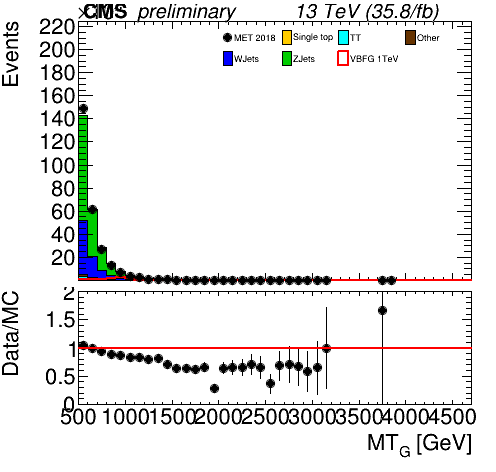 CMS preliminary 13 TeV (35.8/fb)
Events
MET 2018 Single top TT Other
WJets ZJets VBFG 1TeV
220
200
180
160
140
120
100
80
60
40
20
Data/MC
2
1.5
1
0.5
0
500 1000 1500 2000 2500 3000 3500 4000 4500
MT_G [GeV]